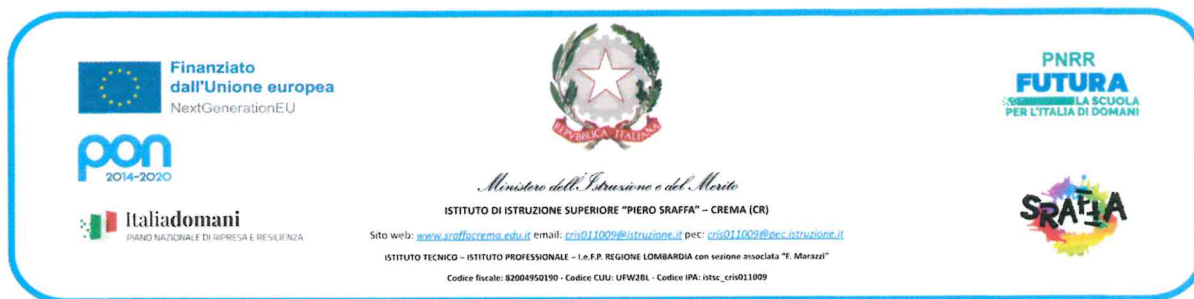 Finanziato
dall'Unione europea
NextGenerationEU
pon
2014-2020
Italiadomani
PIANO NAZIONALE DI RIPRESA E RESILIENZA
REPVBBLICA ITALIANA
Ministero dell'Istruzione e del Merito
ISTITUTO DI ISTRUZIONE SUPERIORE "PIERO SRAFFA" – CREMA (CR)
Sito web: www.sraffacrema.edu.it email: cris011009@istruzione.it pec: cris011009@pec.istruzione.it
ISTITUTO TECNICO – ISTITUTO PROFESSIONALE – I.e.F.P. REGIONE LOMBARDIA con sezione associata "F. Marazzi"
Codice fiscale: 82004950190 - Codice CUU: UFW2BL - Codice IPA: istsc_cris011009
PNRR
FUTURA
LA SCUOLA
PER L'ITALIA DI DOMANI
SRAFFA